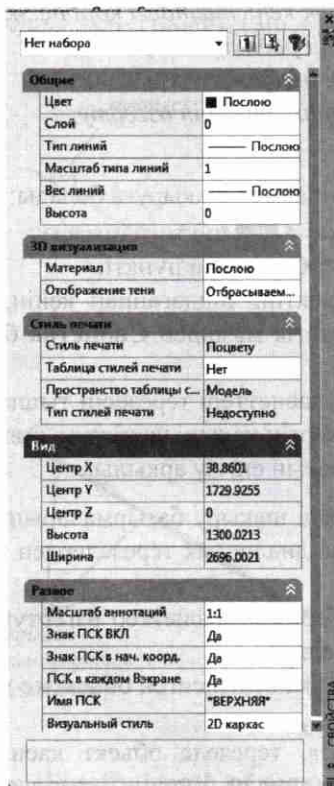 Нет набора
Общие
Цвет Послою
Слой 0
Тип линий Послою
Масштаб типа линий 1
Вес линий Послою
Высота 0
3D визуализация
Материал Послою
Отображение тени Отбрасываем...
Стиль печати
Стиль печати Поцвету
Таблица стилей печати Нет
Пространство таблицы с... Модель
Тип стилей печати Недоступно
Вид
Центр X 38.8601
Центр Y 1729.9255
Центр Z 0
Высота 1300.0213
Ширина 2696.0021
Разное
Масштаб аннотаций 1:1
Знак ПСК ВКЛ Да
Знак ПСК в нач. коорд. Да
ПСК в каждом Вэкране Да
Имя ПСК *ВЕРХНЯЯ*
Визуальный стиль 2D каркас
СВОЙСТВА